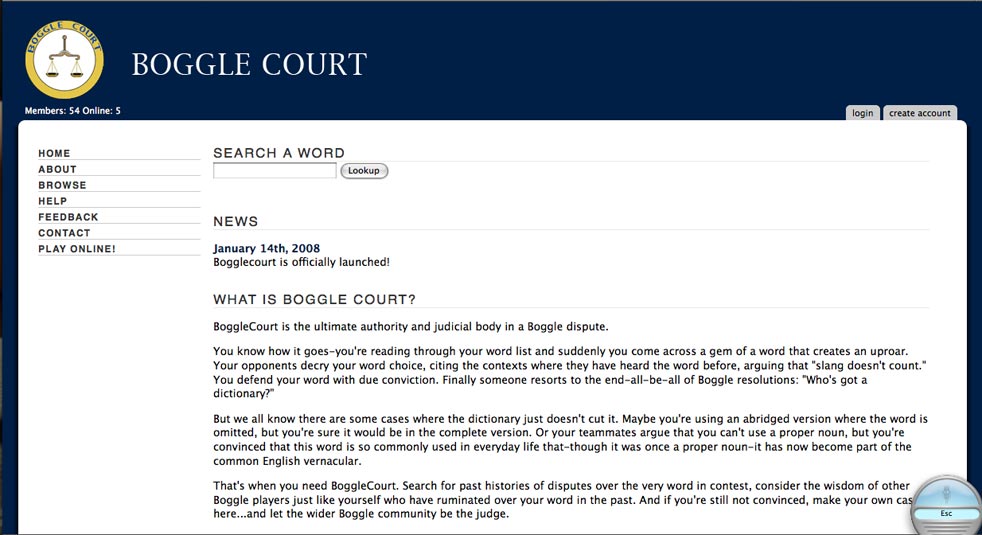 BOGGLE COURT
BOGGLE COURT
Members: 54 Online: 5
login
create account
HOME
ABOUT
BROWSE
HELP
FEEDBACK
CONTACT
PLAY ONLINE!
SEARCH A WORD
Lookup
NEWS
January 14th, 2008
Bogglecourt is officially launched!
WHAT IS BOGGLE COURT?
BoggleCourt is the ultimate authority and judicial body in a Boggle dispute.
You know how it goes-you're reading through your word list and suddenly you come across a gem of a word that creates an uproar.
Your opponents decry your word choice, citing the contexts where they have heard the word before, arguing that "slang doesn't count."
You defend your word with due conviction. Finally someone resorts to the end-all-be-all of Boggle resolutions: "Who's got a
dictionary?"
But we all know there are some cases where the dictionary just doesn't cut it. Maybe you're using an abridged version where the word is
omitted, but you're sure it would be in the complete version. Or your teammates argue that you can't use a proper noun, but you're
convinced that this word is so commonly used in everyday life that-though it was once a proper noun-it has now become part of the
common English vernacular.
That's when you need BoggleCourt. Search for past histories of disputes over the very word in contest, consider the wisdom of other
Boggle players just like yourself who have ruminated over your word in the past. And if you're still not convinced, make your own
here...and let the wider Boggle community be the judge.
Esc